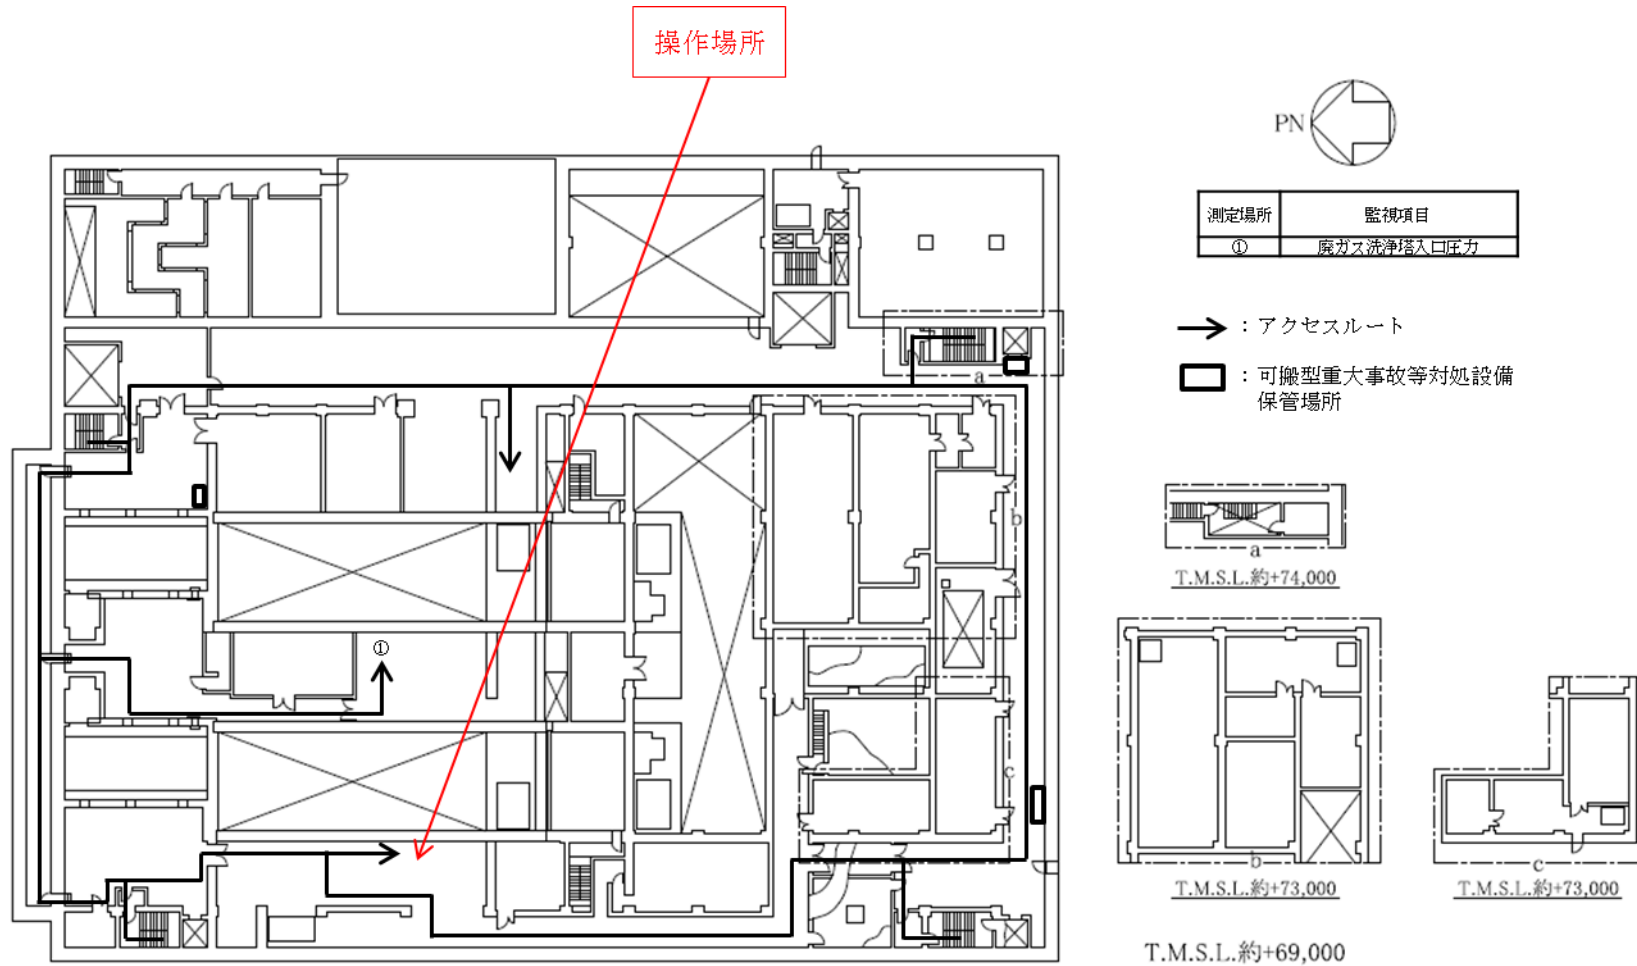 操作場所
PN
測定場所 監視項目
① 廃ガス洗浄塔入口圧力
：アクセスルート
：可搬型重大事故等対処設備
保管場所
a
b
①
c
a
T.M.S.L.約+74,000
b
T.M.S.L.約+73,000
c
T.M.S.L.約+73,000
T.M.S.L.約+69,000